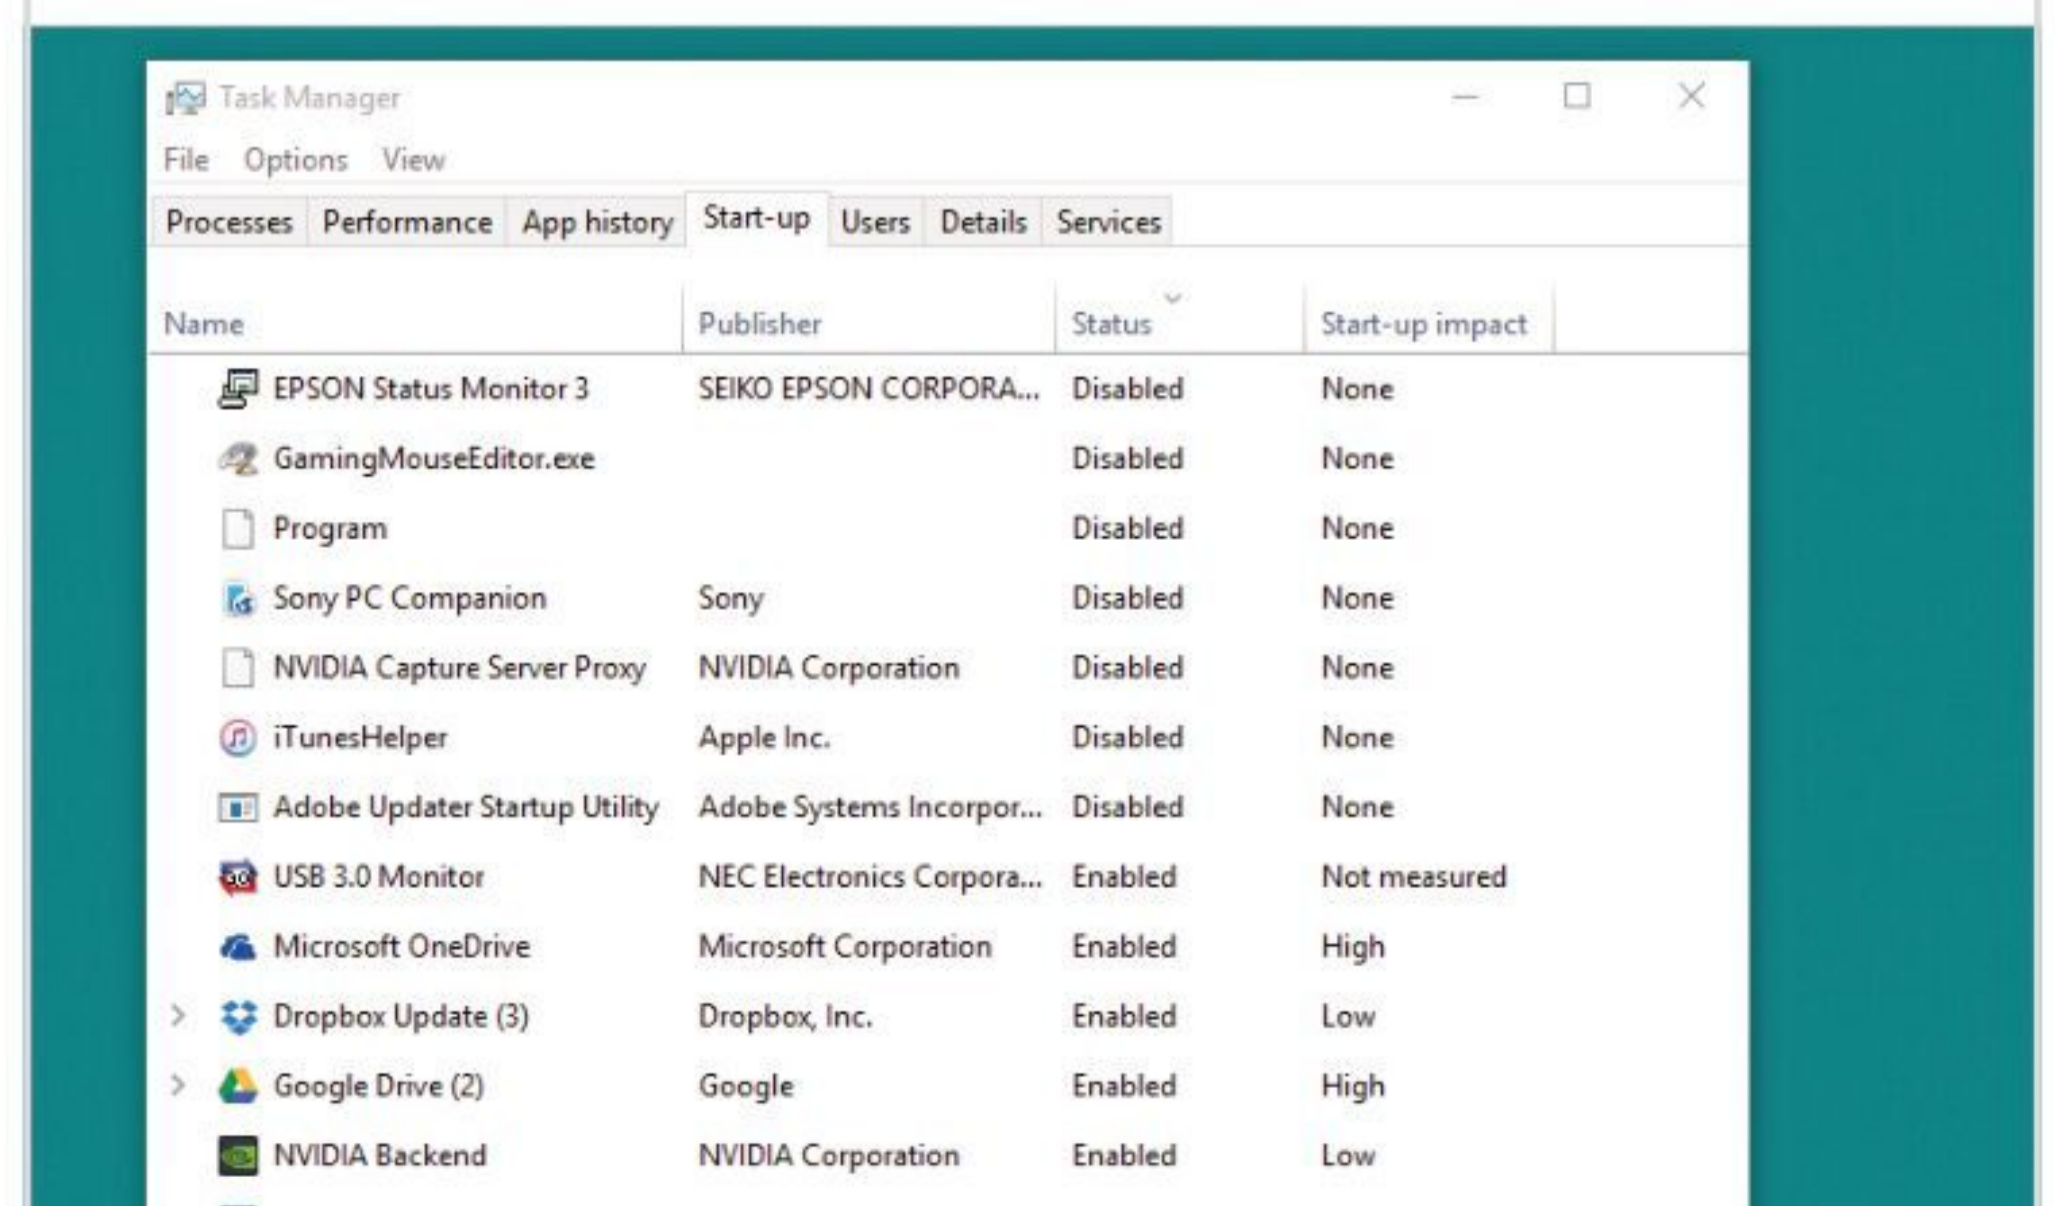 Task Manager
File Options View
Processes Performance App history Start-up Users Details Services
Name Publisher Status Start-up impact
EPSON Status Monitor 3 SEIKO EPSON CORPORA... Disabled None
GamingMouseEditor.exe Disabled None
Program Disabled None
Sony PC Companion Sony Disabled None
NVIDIA Capture Server Proxy NVIDIA Corporation Disabled None
iTunesHelper Apple Inc. Disabled None
Adobe Updater Startup Utility Adobe Systems Incorpor... Disabled None
USB 3.0 Monitor NEC Electronics Corpora... Enabled Not measured
Microsoft OneDrive Microsoft Corporation Enabled High
Dropbox Update (3) Dropbox, Inc. Enabled Low
Google Drive (2) Google Enabled High
NVIDIA Backend NVIDIA Corporation Enabled Low